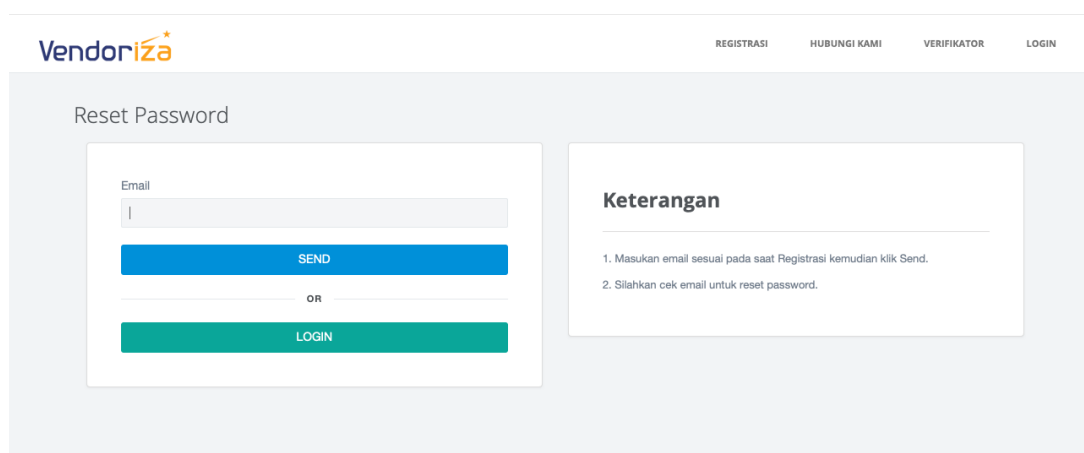 Vendoriza
REGISTRASI HUBUNGI KAMI VERIFIKATOR LOGIN
Reset Password
Email
SEND
OR
LOGIN
Keterangan
1. Masukan email sesuai pada saat Registrasi kemudian klik Send.
2. Silahkan cek email untuk reset password.